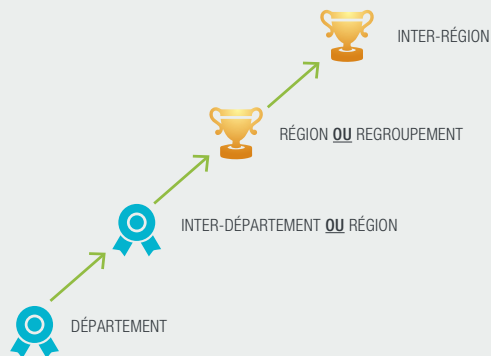 INTER-RÉGION
RÉGION OU REGROUPEMENT
INTER-DÉPARTEMENT OU RÉGION
DÉPARTEMENT